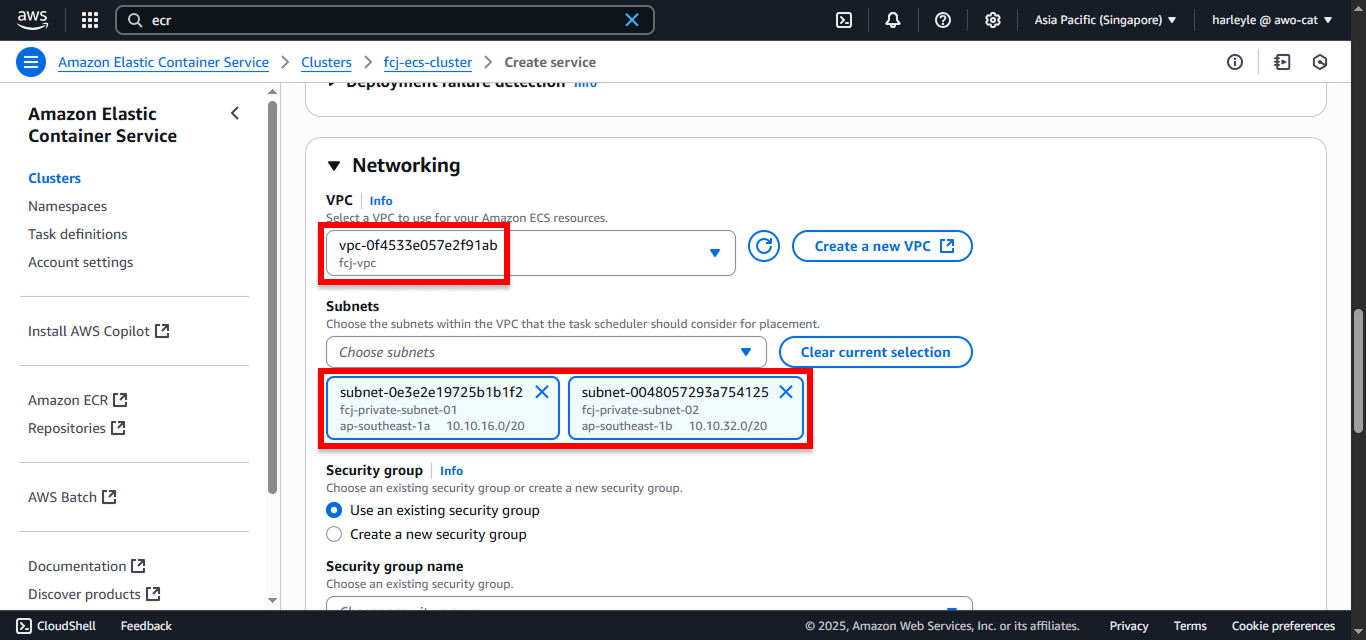 aws
ecr
Asia Pacific (Singapore)
harleyle @ awo-cat
Amazon Elastic Container Service
Clusters
fcj-ecs-cluster
Create service
Amazon Elastic
Container Service
Clusters
Namespaces
Task definitions
Account settings
Install AWS Copilot
Amazon ECR
Repositories
AWS Batch
Documentation
Discover products
Deployment failure detection Info
Networking
VPC Info
Select a VPC to use for your Amazon ECS resources.
vpc-0f4533e057e2f91ab
fcj-vpc
Create a new VPC
Subnets
Choose the subnets within the VPC that the task scheduler should consider for placement.
Choose subnets
Clear current selection
subnet-0e3e2e19725b1b1f2
fcj-private-subnet-01
ap-southeast-1a 10.10.16.0/20
subnet-0048057293a754125
fcj-private-subnet-02
ap-southeast-1b 10.10.32.0/20
Security group Info
Choose an existing security group or create a new security group.
Use an existing security group
Create a new security group
Security group name
Choose an existing security group.
CloudShell
Feedback
© 2025, Amazon Web Services, Inc. or its affiliates.
Privacy
Terms
Cookie preferences